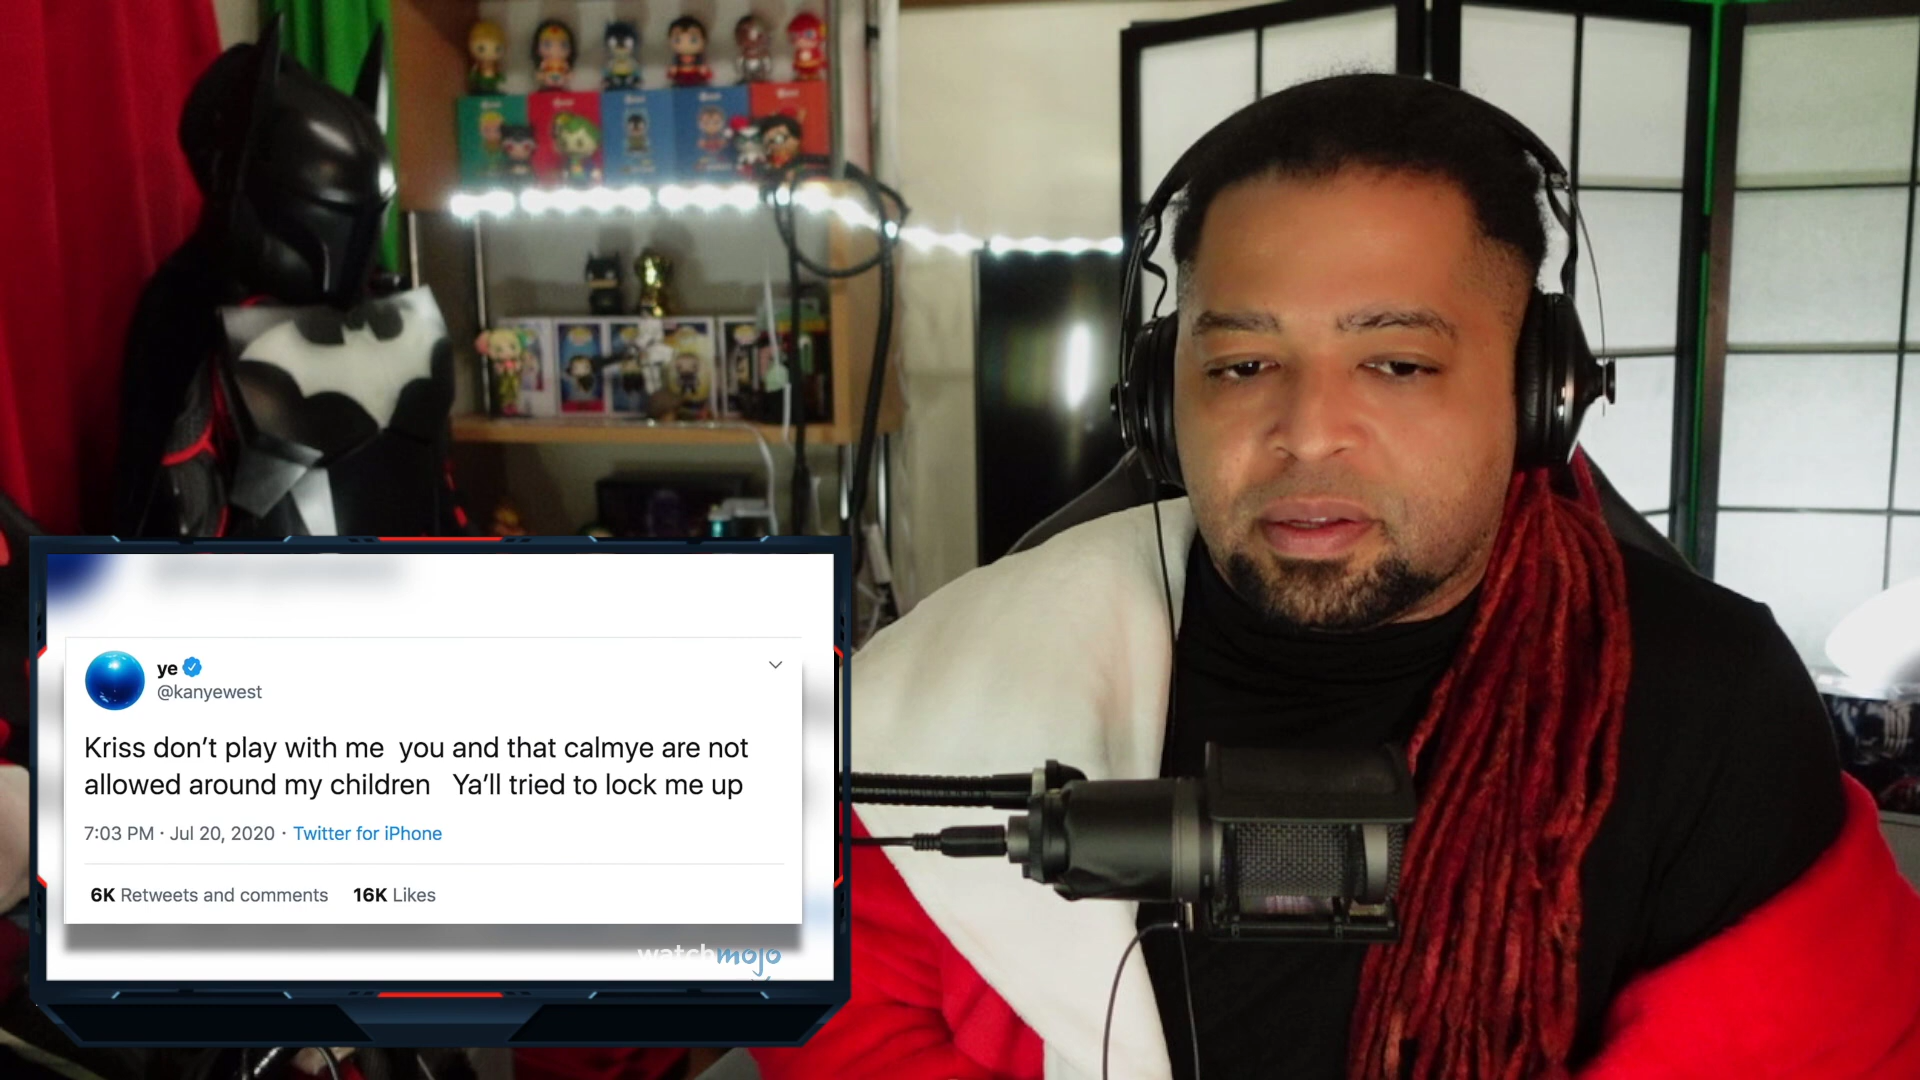 ye
@kanyewest
Kriss don’t play with me  you and that calmye are not
allowed around my children   Ya’ll tried to lock me up
7:03 PM · Jul 20, 2020 · Twitter for iPhone
6K Retweets and comments 16K Likes
watchmojo